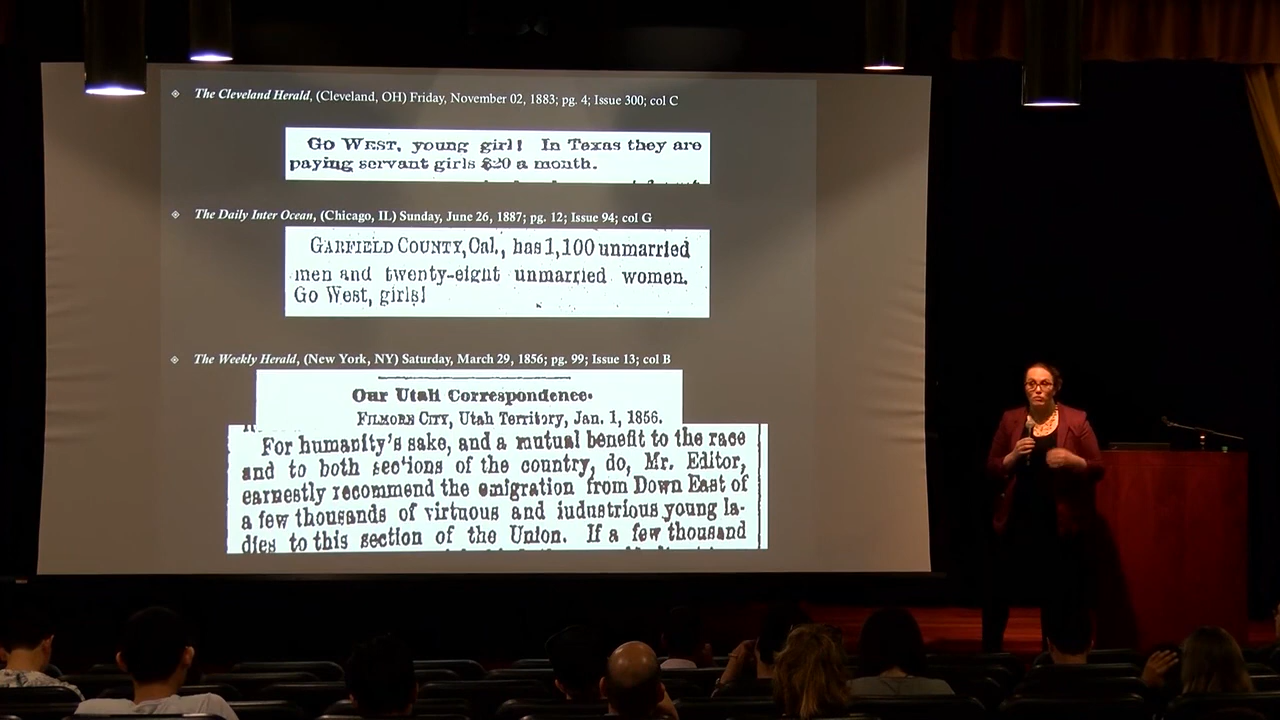 The Cleveland Herald, (Cleveland, OH) Friday, November 02, 1883; pg. 4; Issue 300; col C
Go West, young girl! In Texas they are
paying servant girls $20 a month.
The Daily Inter Ocean, (Chicago, IL) Sunday, June 26, 1887; pg. 12; Issue 94; col G
GARFIELD COUNTY, Cal., has 1,100 unmarried
men and twenty-eight unmarried women.
Go West, girls!
The Weekly Herald, (New York, NY) Saturday, March 29, 1856; pg. 99; Issue 13; col B
Our Utah Correspondence.
FILMORE CITY, Utah Territory, Jan. 1, 1856.
For humanity's sake, and a mutual benefit to the race
and to both sections of the country, do, Mr. Editor,
earnestly recommend the emigration from Down East of
a few thousands of virtuous and industrious young la-
dies to this section of the Union. If a few thousand